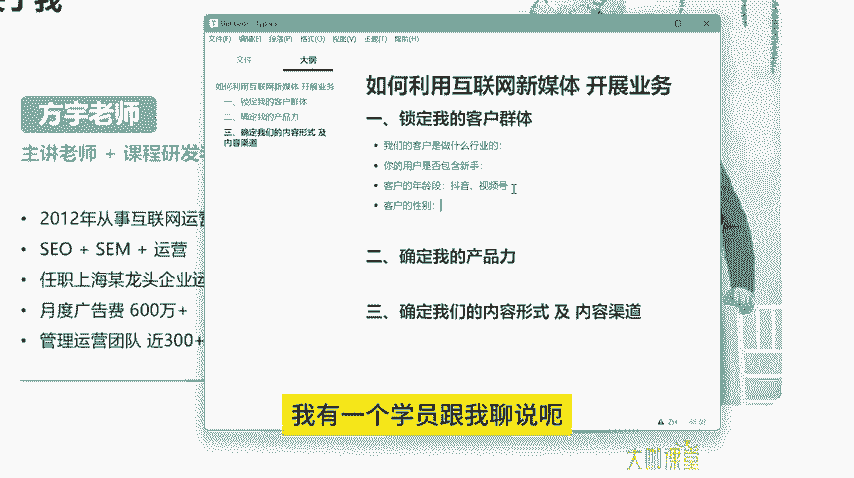 方宇老师
主讲老师 + 课程研发
• 2012年从事互联网运营
• SEO + SEM + 运营
• 任职上海某龙头企业运
• 月度广告费 600万+
• 管理运营团队 近300+
文件(F) 编辑(E) 段落(P) 格式(O) 视图(V) 主题(T) 帮助(H)
文件 大纲
如何利用互联网新媒体 开展业务
一、锁定我的客户群体
二、确定我的产品力
三、确定我们的内容形式 及
内容渠道
如何利用互联网新媒体 开展业务
一、锁定我的客户群体
• 我们的客户是做什么行业的:
• 你的用户是否包含新手:
• 客户的年龄段: 抖音、视频号
• 客户的性别:
二、确定我的产品力
三、确定我们的内容形式 及 内容渠道
我有一个学员跟我聊说呃